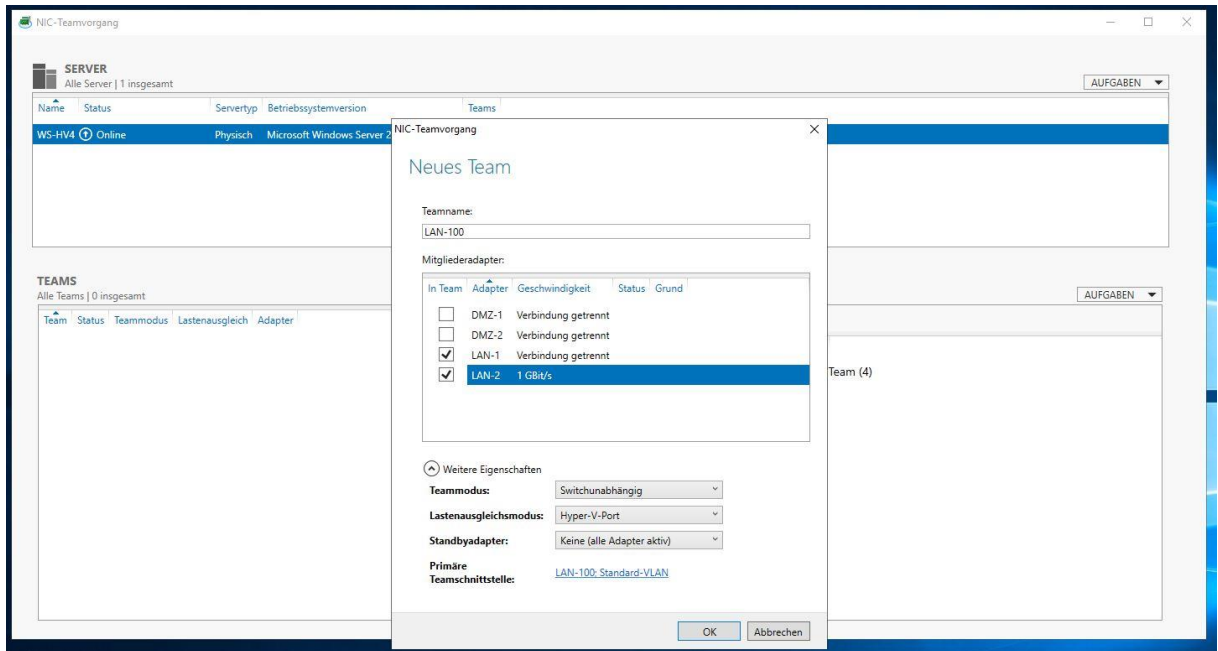 NIC-Teamvorgang
SERVER
Alle Server | 1 insgesamt
AUFGABEN
Name Status Servertyp Betriebssystemversion Teams
WS-HV4 Online Physisch Microsoft Windows Server 2
NIC-Teamvorgang
Neues Team
Teamname:
LAN-100
Mitgliederadapter:
In Team Adapter Geschwindigkeit Status Grund
DMZ-1 Verbindung getrennt
DMZ-2 Verbindung getrennt
LAN-1 Verbindung getrennt
LAN-2 1 GBit/s
Weitere Eigenschaften
Teammodus: Switchunabhängig
Lastenausgleichsmodus: Hyper-V-Port
Standbyadapter: Keine (alle Adapter aktiv)
Primäre
Teamschnittstelle: LAN-100; Standard-VLAN
OK Abbrechen
TEAMS
Alle Teams | 0 insgesamt
Team Status Teammodus Lastenausgleich Adapter
AUFGABEN
Team (4)